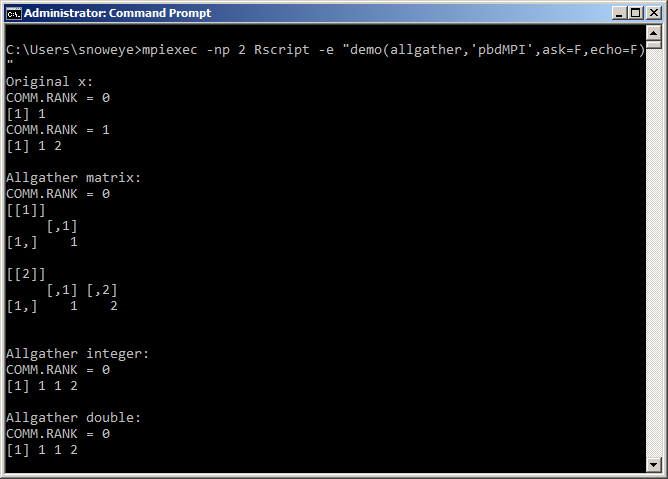 Administrator: Command Prompt
C:\Users\snoweye>mpiexec -np 2 Rscript -e "demo(allgather,'pbdMPI',ask=F,echo=F)
"
Original x:
COMM.RANK = 0
[1] 1
COMM.RANK = 1
[1] 1 2
Allgather matrix:
COMM.RANK = 0
[[1]]
     [,1]
[1,]    1
[[2]]
     [,1] [,2]
[1,]    1    2
Allgather integer:
COMM.RANK = 0
[1] 1 1 2
Allgather double:
COMM.RANK = 0
[1] 1 1 2